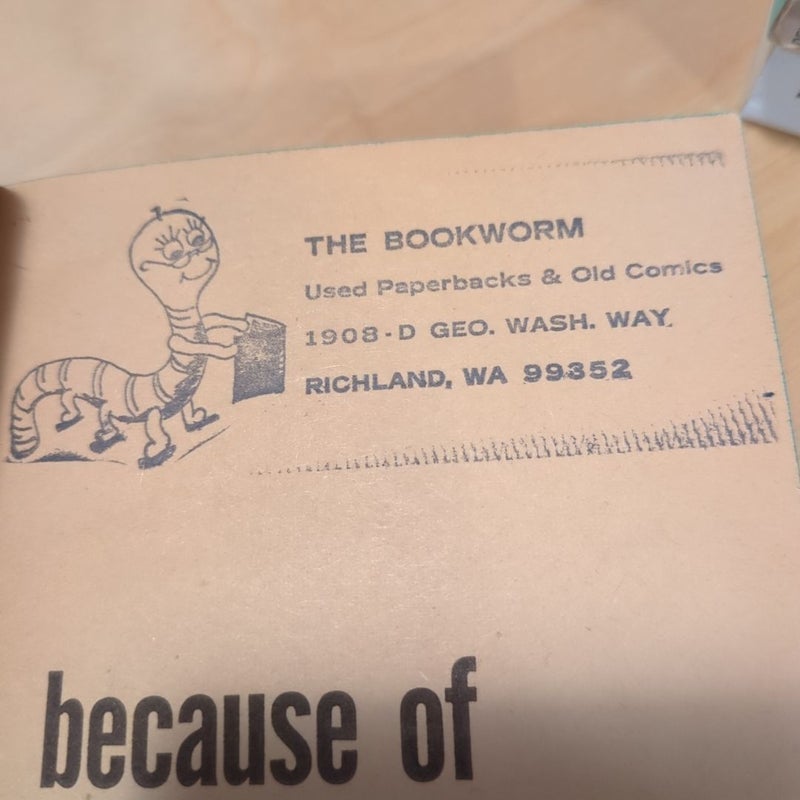 THE BOOKWORM
Used Paperbacks & Old Comics
1908-D GEO. WASH. WAY.
RICHLAND, WA 99352
because of